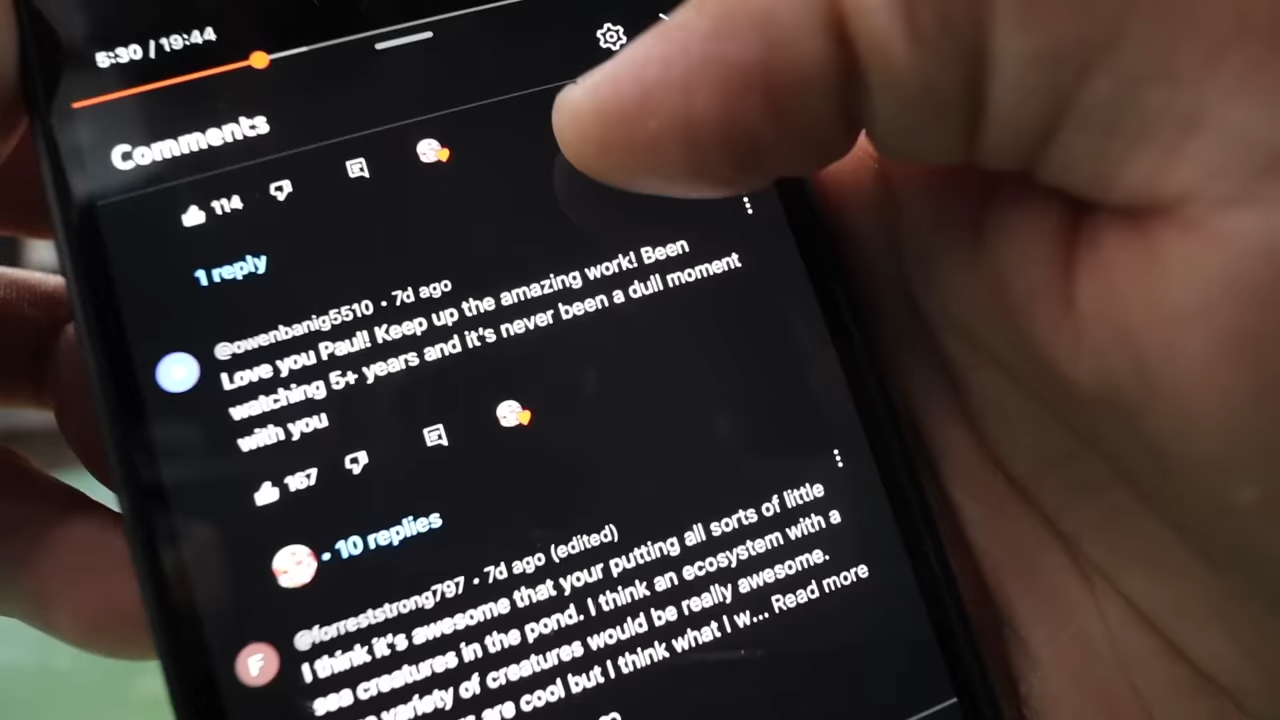 5:30 / 19:44
Comments
114
1 reply
@owenbanig5510 • 7d ago
Love you Paul! Keep up the amazing work! Been
watching 5+ years and it's never been a dull moment
with you
167
• 10 replies
F
@forreststrong797 • 7d ago (edited)
I think it's awesome that your putting all sorts of little
sea creatures in the pond. I think an ecosystem with a
variety of creatures would be really awesome.
are cool but I think what I w... Read more